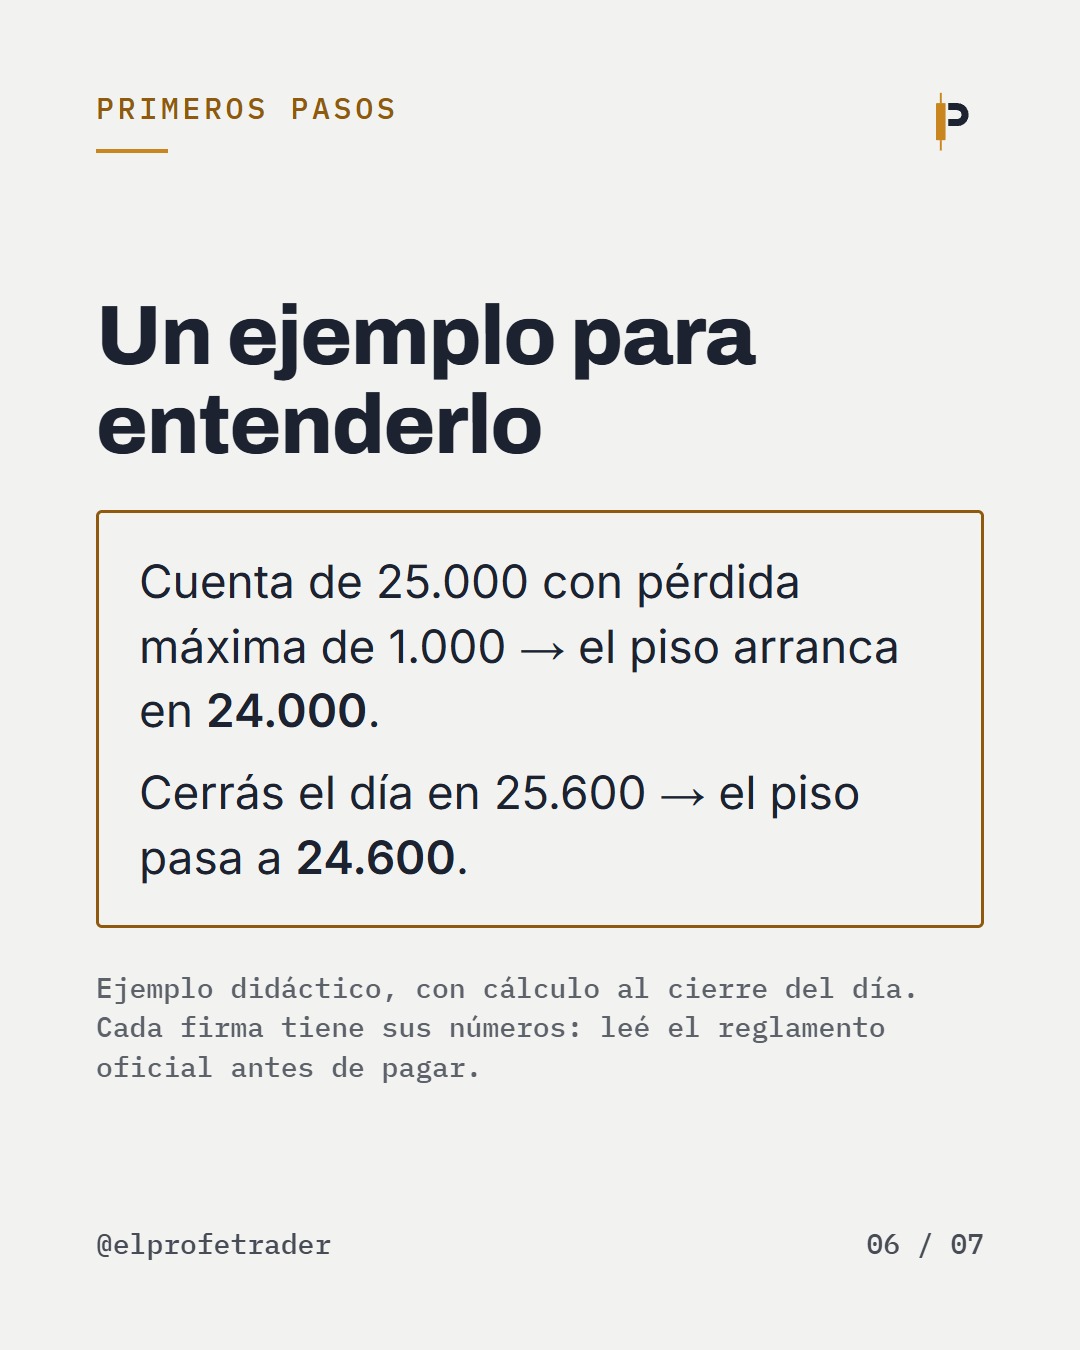 PRIMEROS PASOS
Un ejemplo para
entenderlo
Cuenta de 25.000 con pérdida
máxima de 1.000 → el piso arranca
en 24.000.
Cerrás el día en 25.600 → el piso
pasa a 24.600.
Ejemplo didáctico, con cálculo al cierre del día.
Cada firma tiene sus números: leé el reglamento
oficial antes de pagar.
@elprofetrader
06 / 07